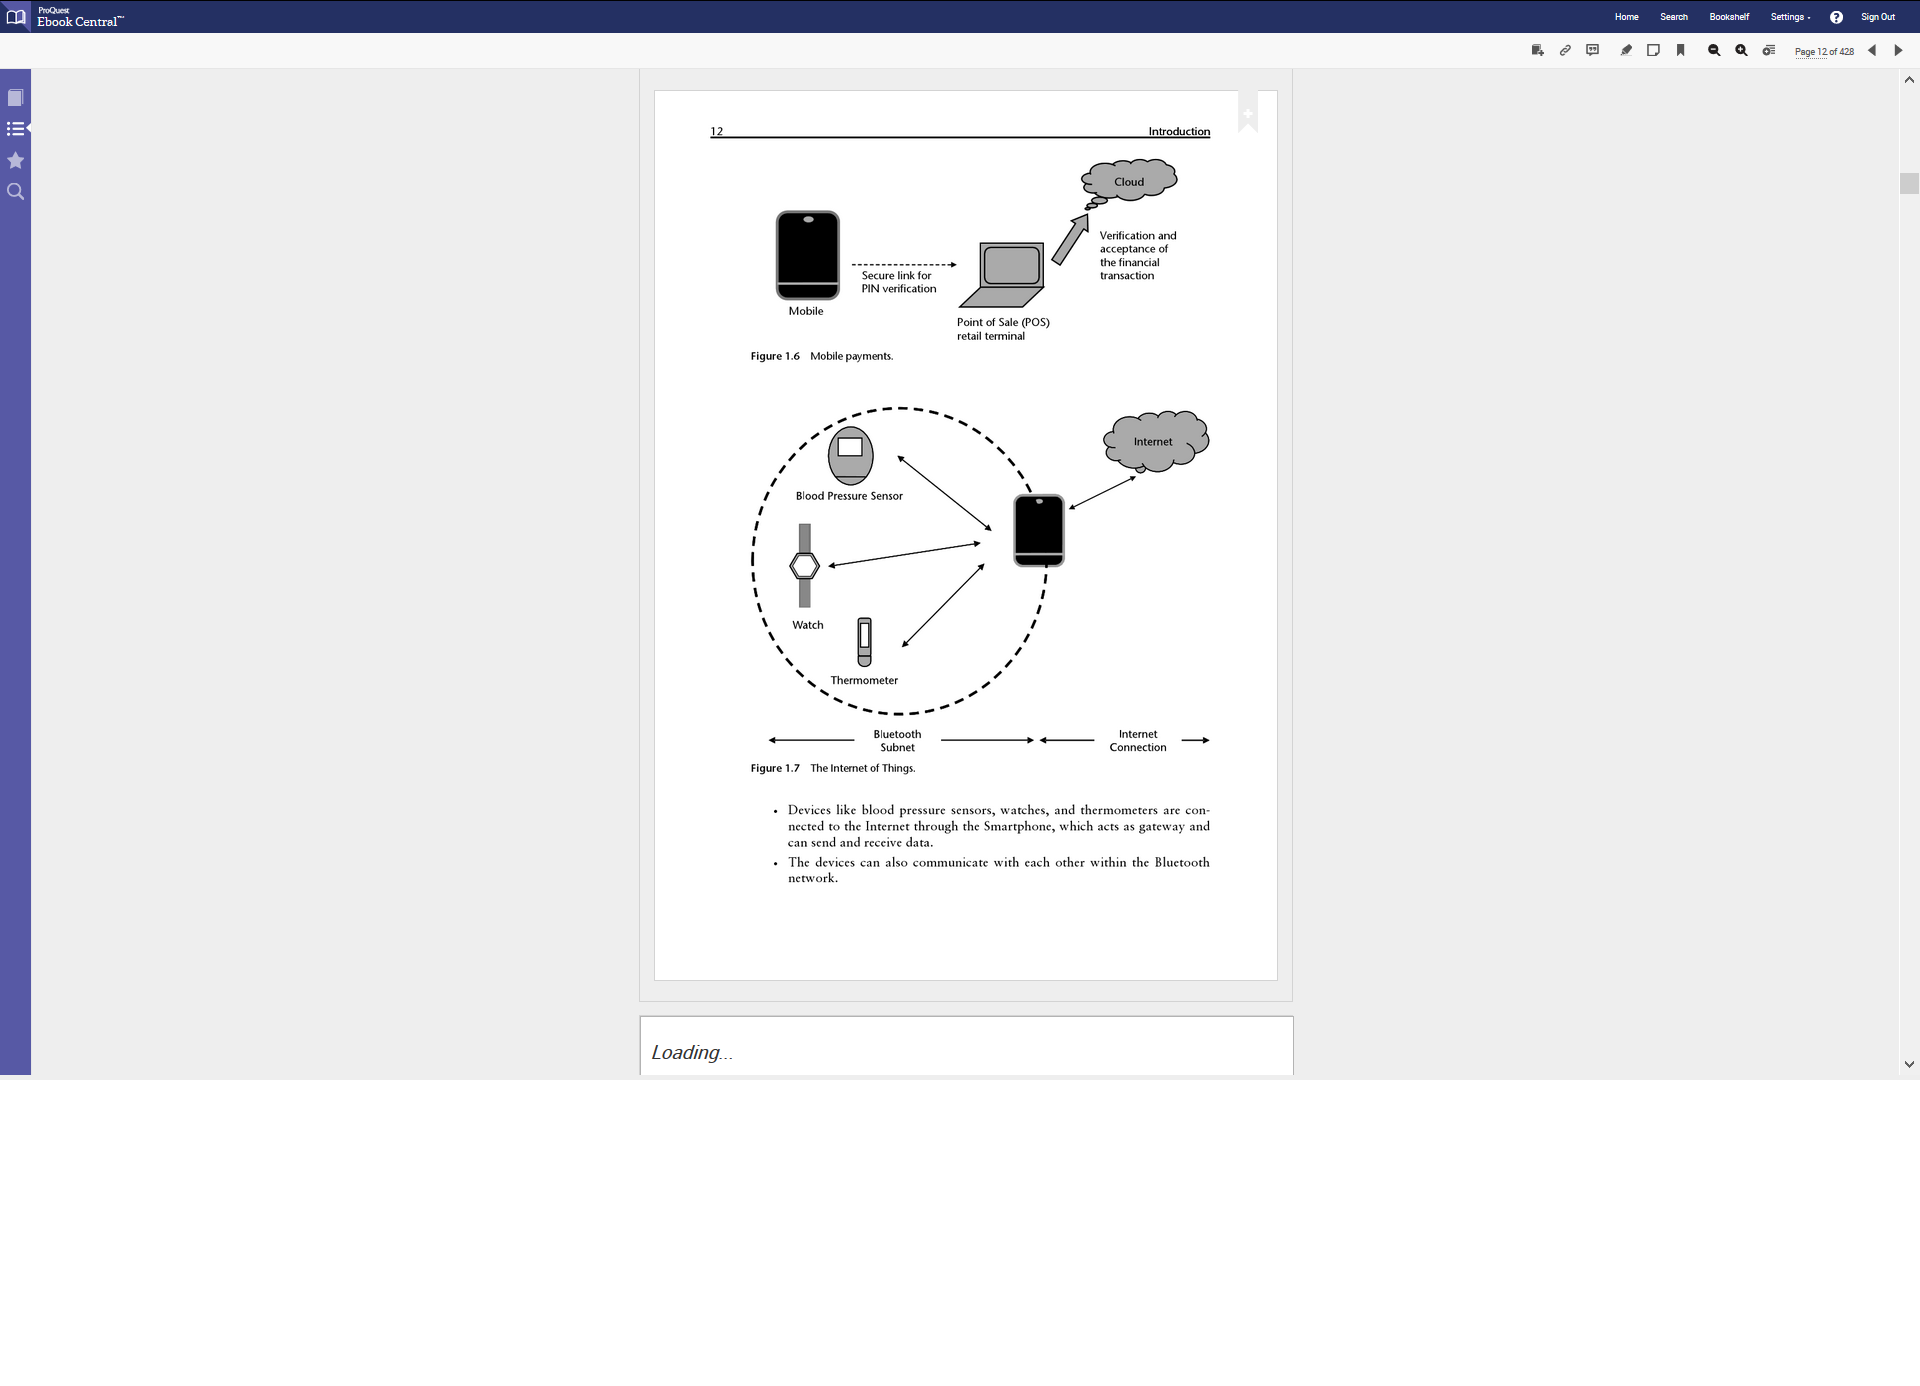 ProQuest
Ebook Central™
Home Search Bookshelf Settings ? Sign Out
Page 12 of 428
12 Introduction
Cloud
Verification and
acceptance of
the financial
transaction
Secure link for
PIN verification
Mobile
Point of Sale (POS)
retail terminal
Figure 1.6 Mobile payments.
Internet
Blood Pressure Sensor
Watch
Thermometer
Bluetooth
Subnet
Internet
Connection
Figure 1.7 The Internet of Things.
• Devices like blood pressure sensors, watches, and thermometers are con-
nected to the Internet through the Smartphone, which acts as gateway and
can send and receive data.
• The devices can also communicate with each other within the Bluetooth
network.
Loading...